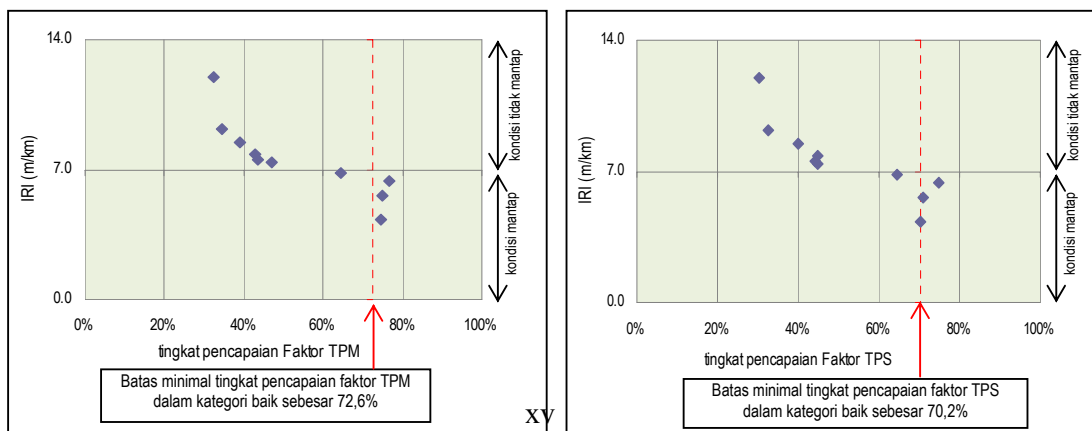 14.0
7.0
0.0
IRI (m/km)
0%
20%
40%
60%
80%
100%
tingkat pencapaian Faktor TPM
kondisi tidak mantap
kondisi mantap
Batas minimal tingkat pencapaian faktor TPM
dalam kategori baik sebesar 72,6%
xv
14.0
7.0
0.0
IRI (m/km)
0%
20%
40%
60%
80%
100%
tingkat pencapaian Faktor TPS
kondisi tidak mantap
kondisi mantap
Batas minimal tingkat pencapaian faktor TPS
dalam kategori baik sebesar 70,2%